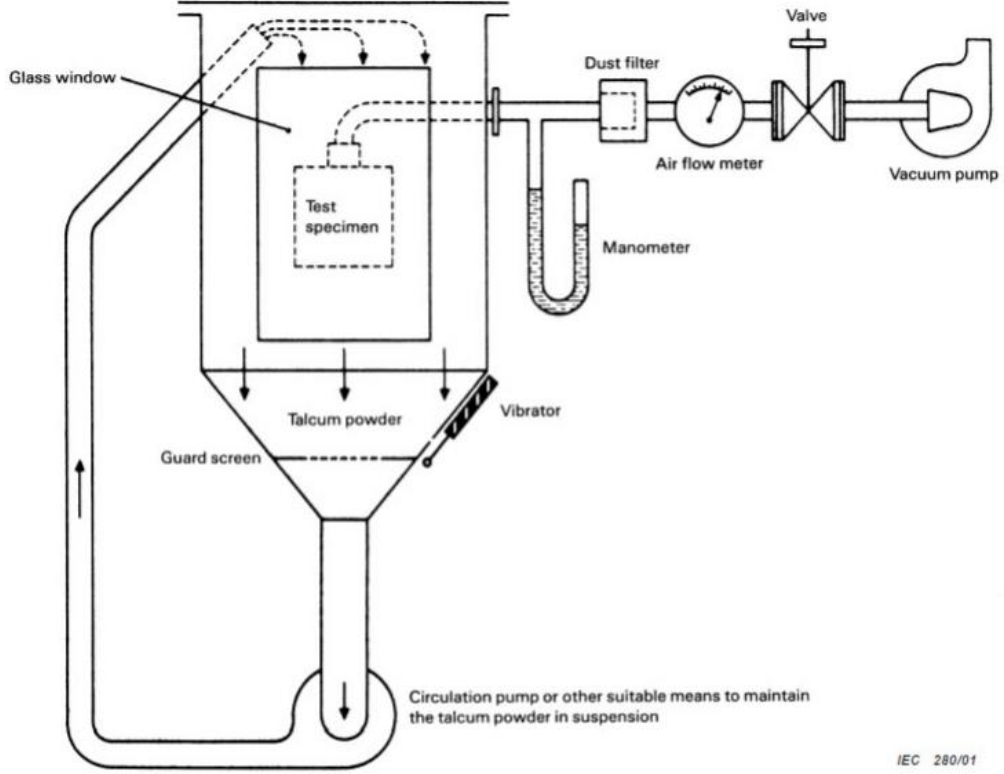 Valve
Glass window
Dust filter
Air flow meter
Vacuum pump
Test
specimen
Manometer
Talcum powder
Vibrator
Guard screen
Circulation pump or other suitable means to maintain
the talcum powder in suspension
IEC 280/01